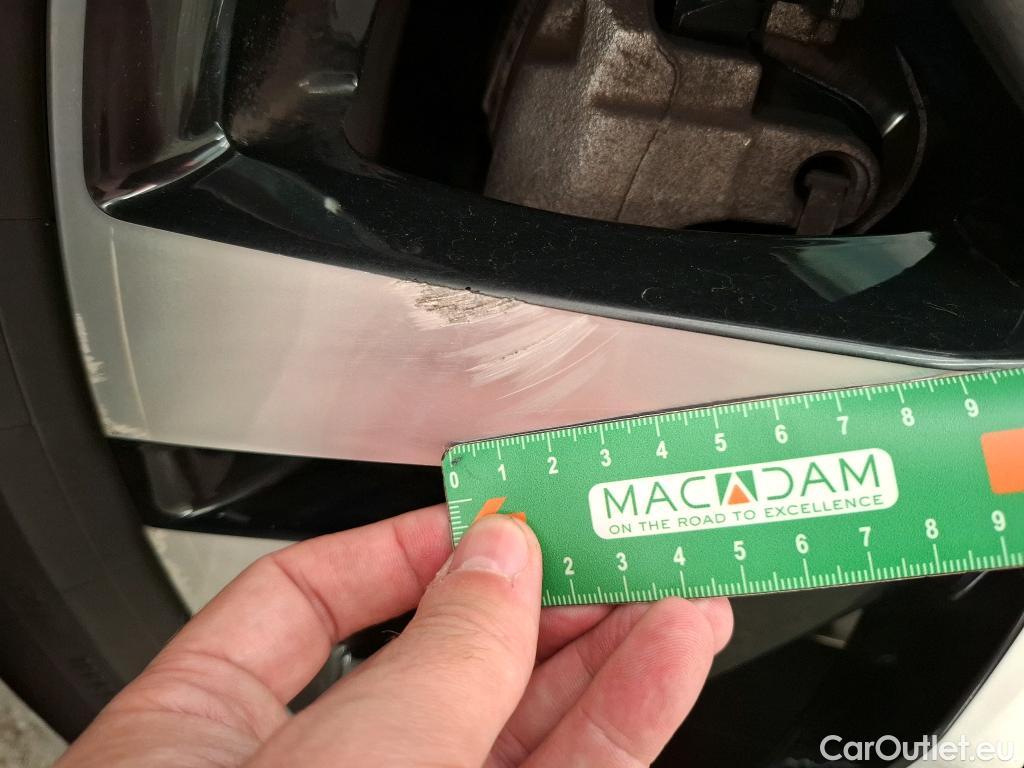 0 1 2 3 4 5 6 7 8 9
MACADAM
ON THE ROAD TO EXCELLENCE
2 3 4 5 6 7 8 9
CarOutlet.eu